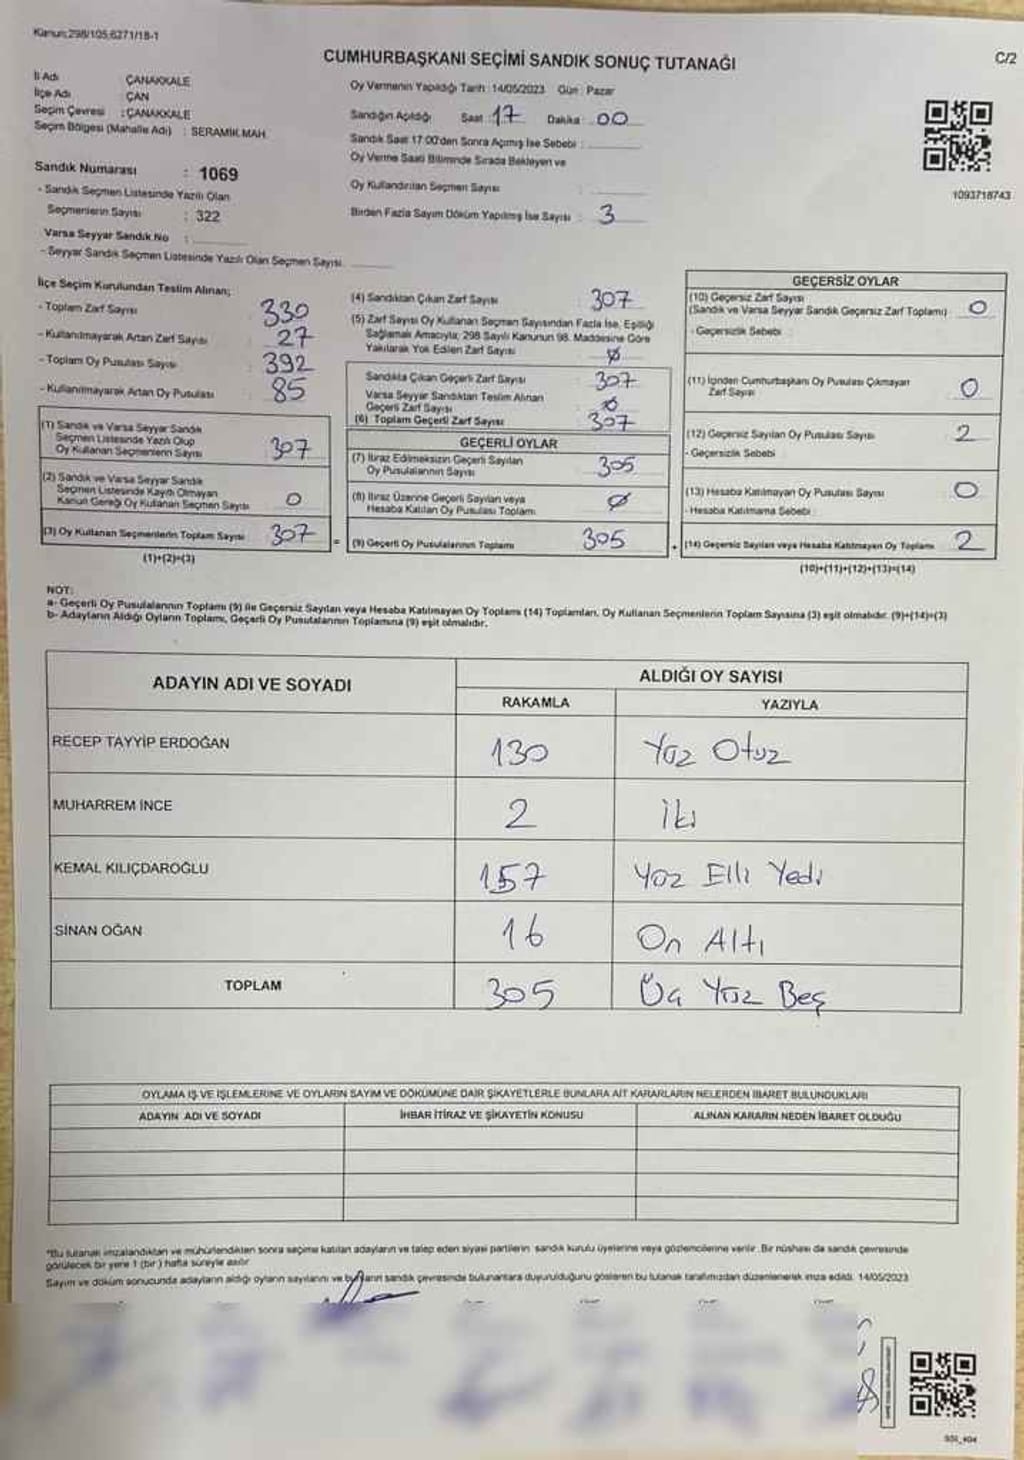 Kanun:298/105,6271/18-1
CUMHURBAŞKANI SEÇİMİ SANDIK SONUÇ TUTANAĞI
C/2
İl Adı ÇANAKKALE
İlçe Adı ÇAN
Seçim Çevresi : ÇANAKKALE
Seçim Bölgesi (Mahalle Adı) : SERAMİK MAH.
Sandık Numarası : 1069
- Sandık Seçmen Listesinde Yazılı Olan
Seçmenlerin Sayısı : 322
Varsa Seyyar Sandık No :
- Seyyar Sandık Seçmen Listesinde Yazılı Olan Seçmen Sayısı
Oy Vermenin Yapıldığı Tarih : 14/05/2023 Gün : Pazar
Sandığın Açıldığı Saat : 17 Dakika : 00
Sandık Saat 17:00'den Sonra Açımış İse Sebebi :
Oy Verme Saati Bitiminde Sırada Bekleyen ve
Oy Kullandırılan Seçmen Sayısı :
Birden Fazla Sayım Döküm Yapılmış İse Sayısı : 3
1093718743
İlçe Seçim Kurulundan Teslim Alınan;
- Toplam Zarf Sayısı : 330
- Kullanılmayarak Artan Zarf Sayısı : 27
- Toplam Oy Pusulası Sayısı : 392
- Kullanılmayarak Artan Oy Pusulası : 85
(1) Sandık ve Varsa Seyyar Sandık
Seçmen Listesinde Yazılı Olup
Oy Kullanan Seçmenlerin Sayısı 307
(2) Sandık ve Varsa Seyyar Sandık
Seçmen Listesinde Kayıtlı Olmayan
Kanun Gereği Oy Kullanan Seçmen Sayısı 0
(3) Oy Kullanan Seçmenlerin Toplam Sayısı 307
(1)+(2)=(3)
(4) Sandıktan Çıkan Zarf Sayısı : 307
(5) Zarf Sayısı Oy Kullanan Seçmen Sayısından Fazla İse, Eşitliği
Sağlamak Amacıyla; 298 Sayılı Kanunun 98. Maddesine Göre
Yakılarak Yok Edilen Zarf Sayısı : 0
Sandıkta Çıkan Geçerli Zarf Sayısı : 307
Varsa Seyyar Sandıktan Teslim Alınan
Geçerli Zarf Sayısı : 0
(6) Toplam Geçerli Zarf Sayısı : 307
GEÇERLİ OYLAR
(7) İtiraz Edilmeksizin Geçerli Sayılan
Oy Pusulalarının Sayısı 305
(8) İtiraz Üzerine Geçerli Sayılan veya
Hesaba Katılan Oy Pusulası Toplamı 0
= (9) Geçerli Oy Pusulalarının Toplamı 305
GEÇERSİZ OYLAR
(10) Geçersiz Zarf Sayısı
(Sandık ve Varsa Seyyar Sandık Geçersiz Zarf Toplamı) 0
- Geçersizlik Sebebi :
(11) İçinden Cumhurbaşkanı Oy Pusulası Çıkmayan
Zarf Sayısı 0
(12) Geçersiz Sayılan Oy Pusulası Sayısı 2
- Geçersizlik Sebebi :
(13) Hesaba Katılmayan Oy Pusulası Sayısı 0
- Hesaba Katılmama Sebebi :
+ (14) Geçersiz Sayılan veya Hesaba Katılmayan Oy Toplamı 2
(10)+(11)+(12)+(13)=(14)
NOT:
a- Geçerli Oy Pusulalarının Toplamı (9) ile Geçersiz Sayılan veya Hesaba Katılmayan Oy Toplamı (14) Toplamları, Oy Kullanan Seçmenlerin Toplam Sayısına (3) eşit olmalıdır. (9)+(14)=(3)
b- Adayların Aldığı Oyların Toplamı, Geçerli Oy Pusulalarının Toplamına (9) eşit olmalıdır.
ADAYIN ADI VE SOYADI ALDIĞI OY SAYISI
RAKAMLA YAZIYLA
RECEP TAYYİP ERDOĞAN 130 Yüz Otuz
MUHARREM İNCE 2 iki
KEMAL KILIÇDAROĞLU 157 Yüz Elli Yedi
SİNAN OĞAN 16 On Altı
TOPLAM 305 Üç Yüz Beş
OYLAMA İŞ VE İŞLEMLERİNE VE OYLARIN SAYIM VE DÖKÜMÜNE DAİR ŞİKAYETLERLE BUNLARA AİT KARARLARIN NELERDEN İBARET BULUNDUKLARI
ADAYIN ADI VE SOYADI İHBAR İTİRAZ VE ŞİKAYETİN KONUSU ALINAN KARARIN NEDEN İBARET OLDUĞU
*Bu tutanak imzalandıktan ve mühürlendikten sonra seçime katılan adayların ve talep eden siyasi partilerin sandık kurulu üyelerine veya gözlemcilerine verilir. Bir nüshası da sandık çevresinde
görülecek bir yere 1 (bir) hafta süreyle asılır
Sayım ve döküm sonucunda adayların aldığı oyların sayılarını ve bunların sandık çevresinde bulunanlara duyurulduğunu gösteren bu tutanak tarafımızdan düzenlenerek imza edildi. 14/05/2023